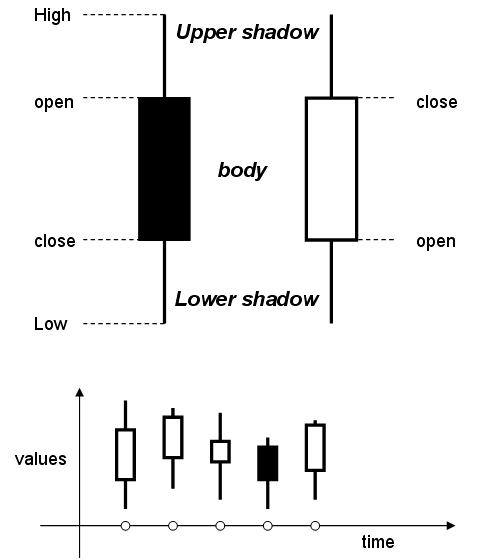 High
Upper shadow
open
close
body
close
open
Lower shadow
Low
values
time